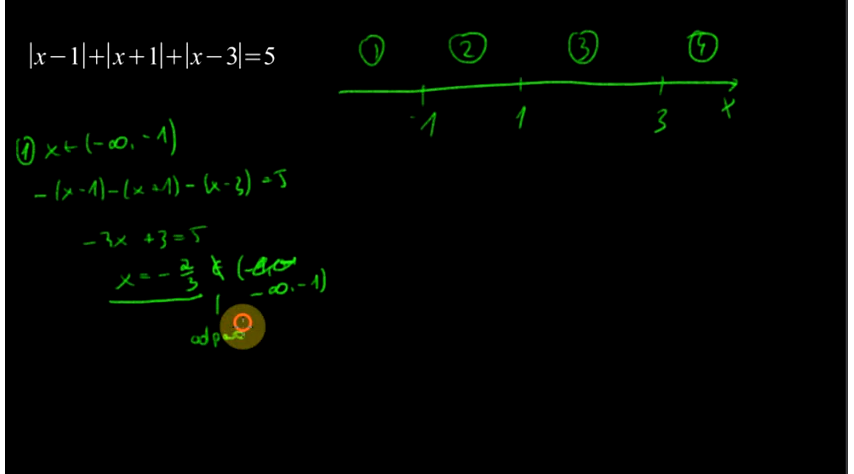 |x−1|+|x+1|+|x−3|=5
① ② ③ ④
-1 1 3 x
① x∈(-∞,-1)
-(x-1)-(x+1)-(x-3)=5
-3x+3=5
x=-2/3 ∉
-∞,-1)